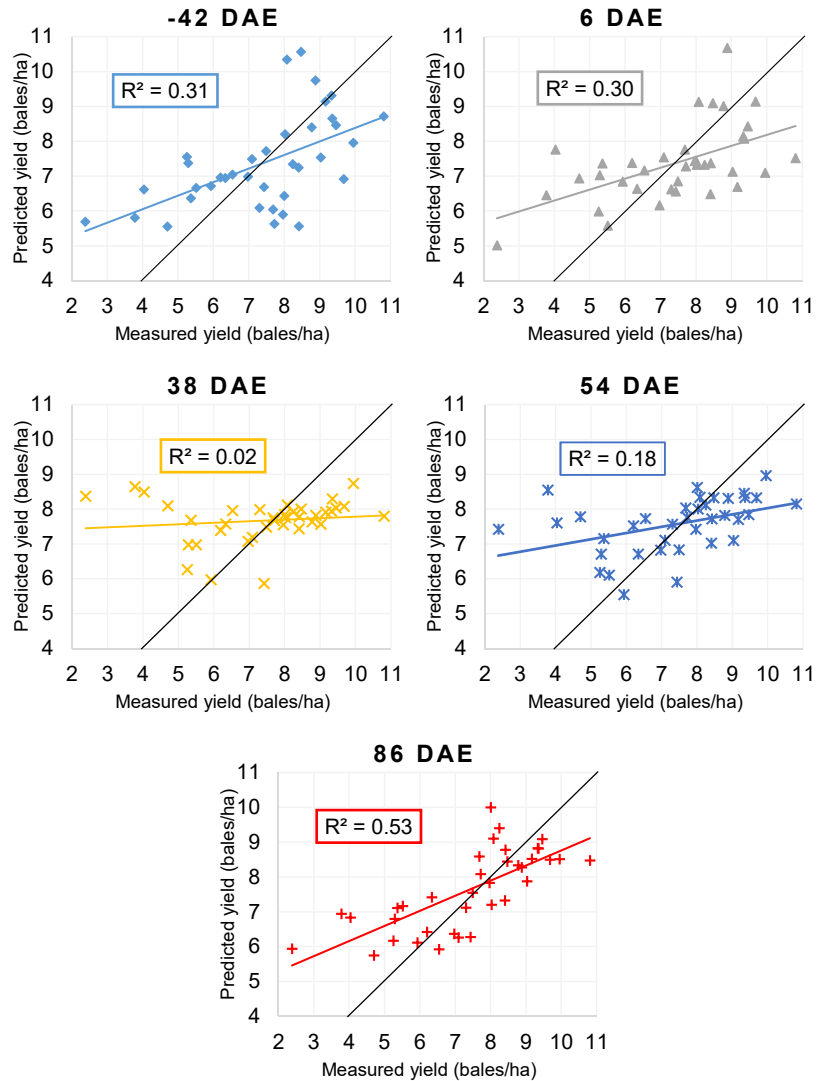 -42 DAE
Predicted yield (bales/ha)
11
10
9
8
7
6
5
4
R² = 0.31
2 3 4 5 6 7 8 9 10 11
Measured yield (bales/ha)
6 DAE
Predicted yield (bales/ha)
11
10
9
8
7
6
5
4
R² = 0.30
2 3 4 5 6 7 8 9 10 11
Measured yield (bales/ha)
38 DAE
Predicted yield (bales/ha)
11
10
9
8
7
6
5
4
R² = 0.02
2 3 4 5 6 7 8 9 10 11
Measured yield (bales/ha)
54 DAE
Predicted yield (bales/ha)
11
10
9
8
7
6
5
4
R² = 0.18
2 3 4 5 6 7 8 9 10 11
Measured yield (bales/ha)
86 DAE
Predicted yield (bales/ha)
11
10
9
8
7
6
5
4
R² = 0.53
2 3 4 5 6 7 8 9 10 11
Measured yield (bales/ha)